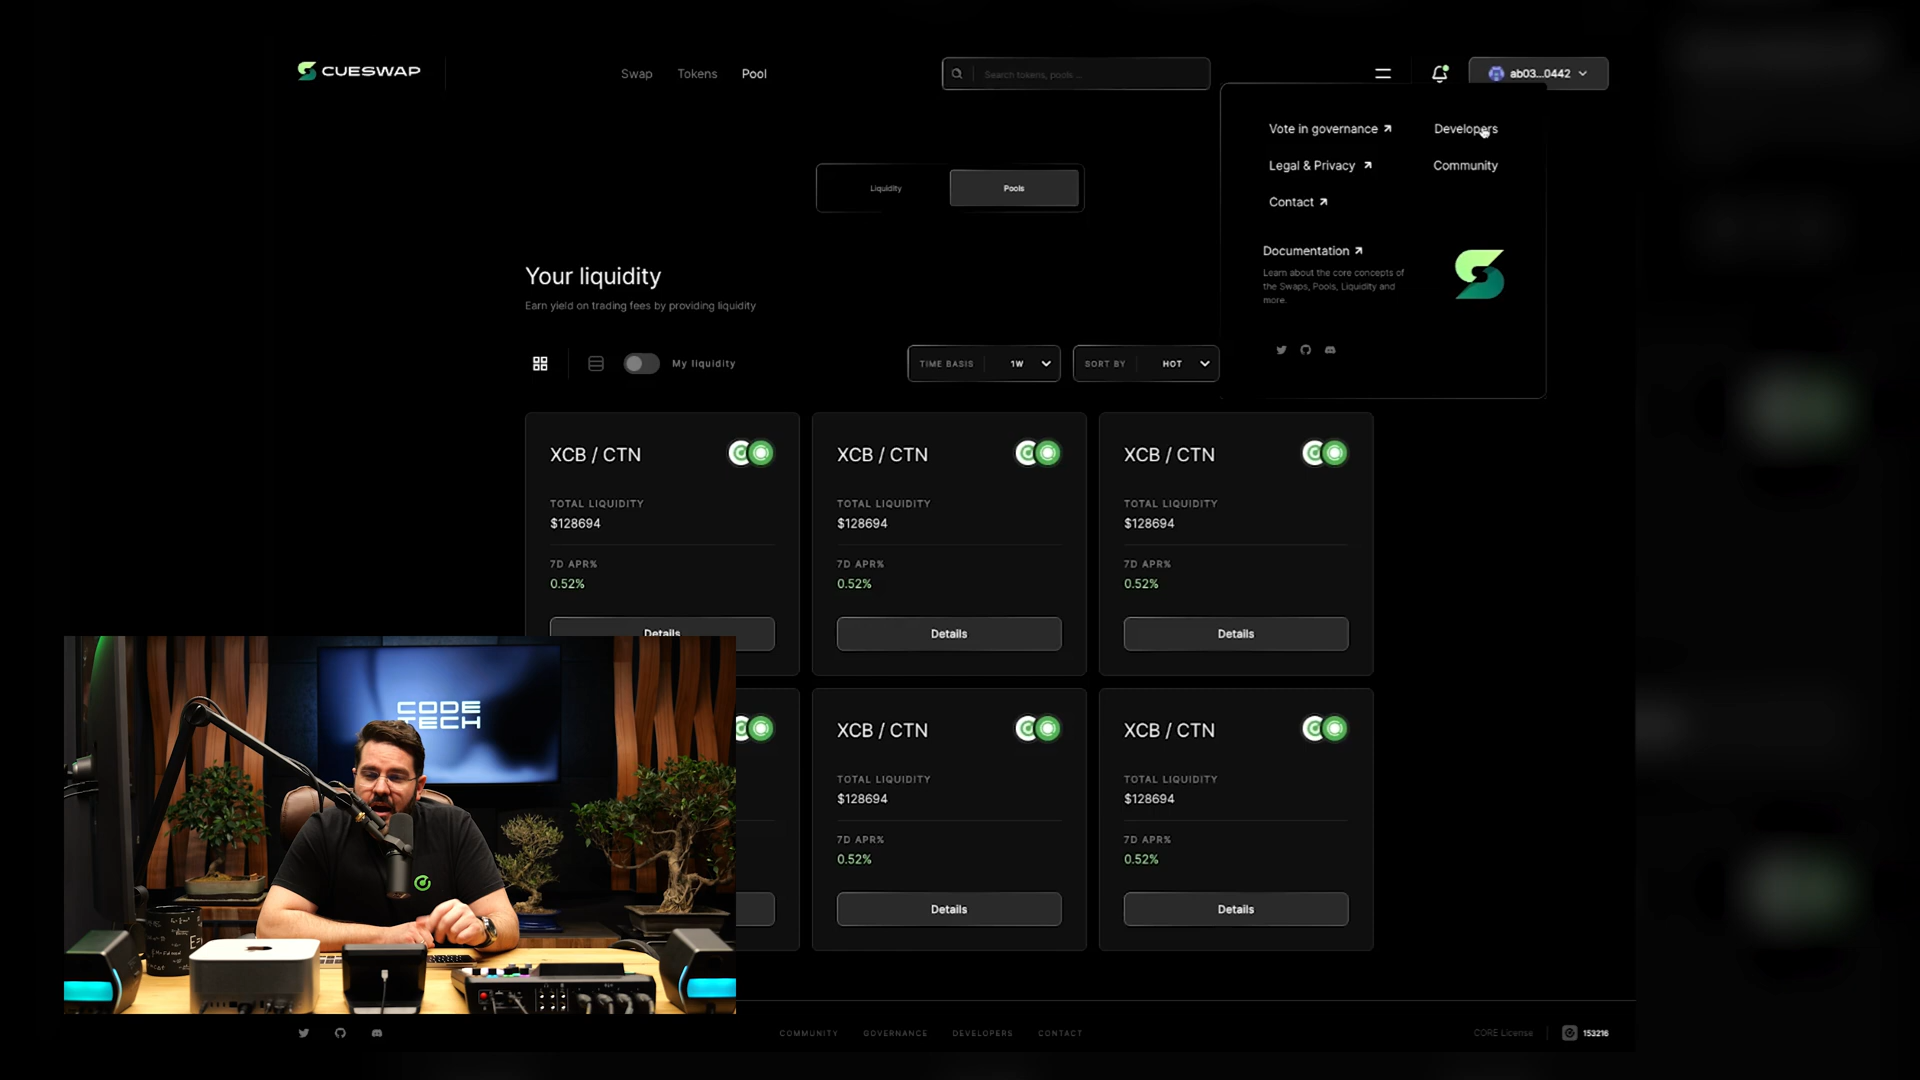 CUESWAP
Swap
Tokens
Pool
Search tokens, pools ...
ab03...0442
Vote in governance
Developers
Legal & Privacy
Community
Contact
Documentation
Learn about the core concepts of
the Swaps, Pools, Liquidity and
more.
Liquidity
Pools
Your liquidity
Earn yield on trading fees by providing liquidity
My liquidity
TIME BASIS
1W
SORT BY
HOT
XCB / CTN
TOTAL LIQUIDITY
$128694
7D APR%
0.52%
Details
XCB / CTN
TOTAL LIQUIDITY
$128694
7D APR%
0.52%
Details
XCB / CTN
TOTAL LIQUIDITY
$128694
7D APR%
0.52%
Details
CODE
TECH
XCB / CTN
TOTAL LIQUIDITY
$128694
7D APR%
0.52%
Details
XCB / CTN
TOTAL LIQUIDITY
$128694
7D APR%
0.52%
Details
COMMUNITY
GOVERNANCE
DEVELOPERS
CONTACT
CORE License
153216